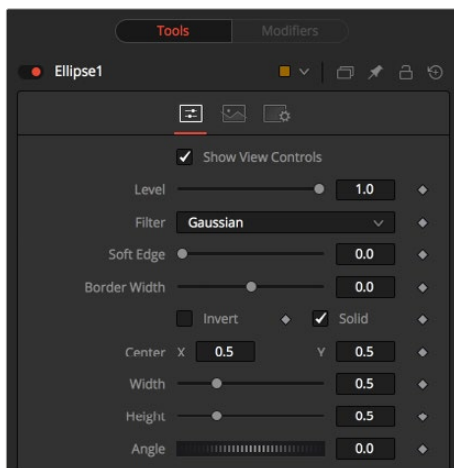 Tools Modifiers
Ellipse1
Show View Controls
Level 1.0
Filter Gaussian
Soft Edge 0.0
Border Width 0.0
Invert Solid
Center X 0.5 Y 0.5
Width 0.5
Height 0.5
Angle 0.0